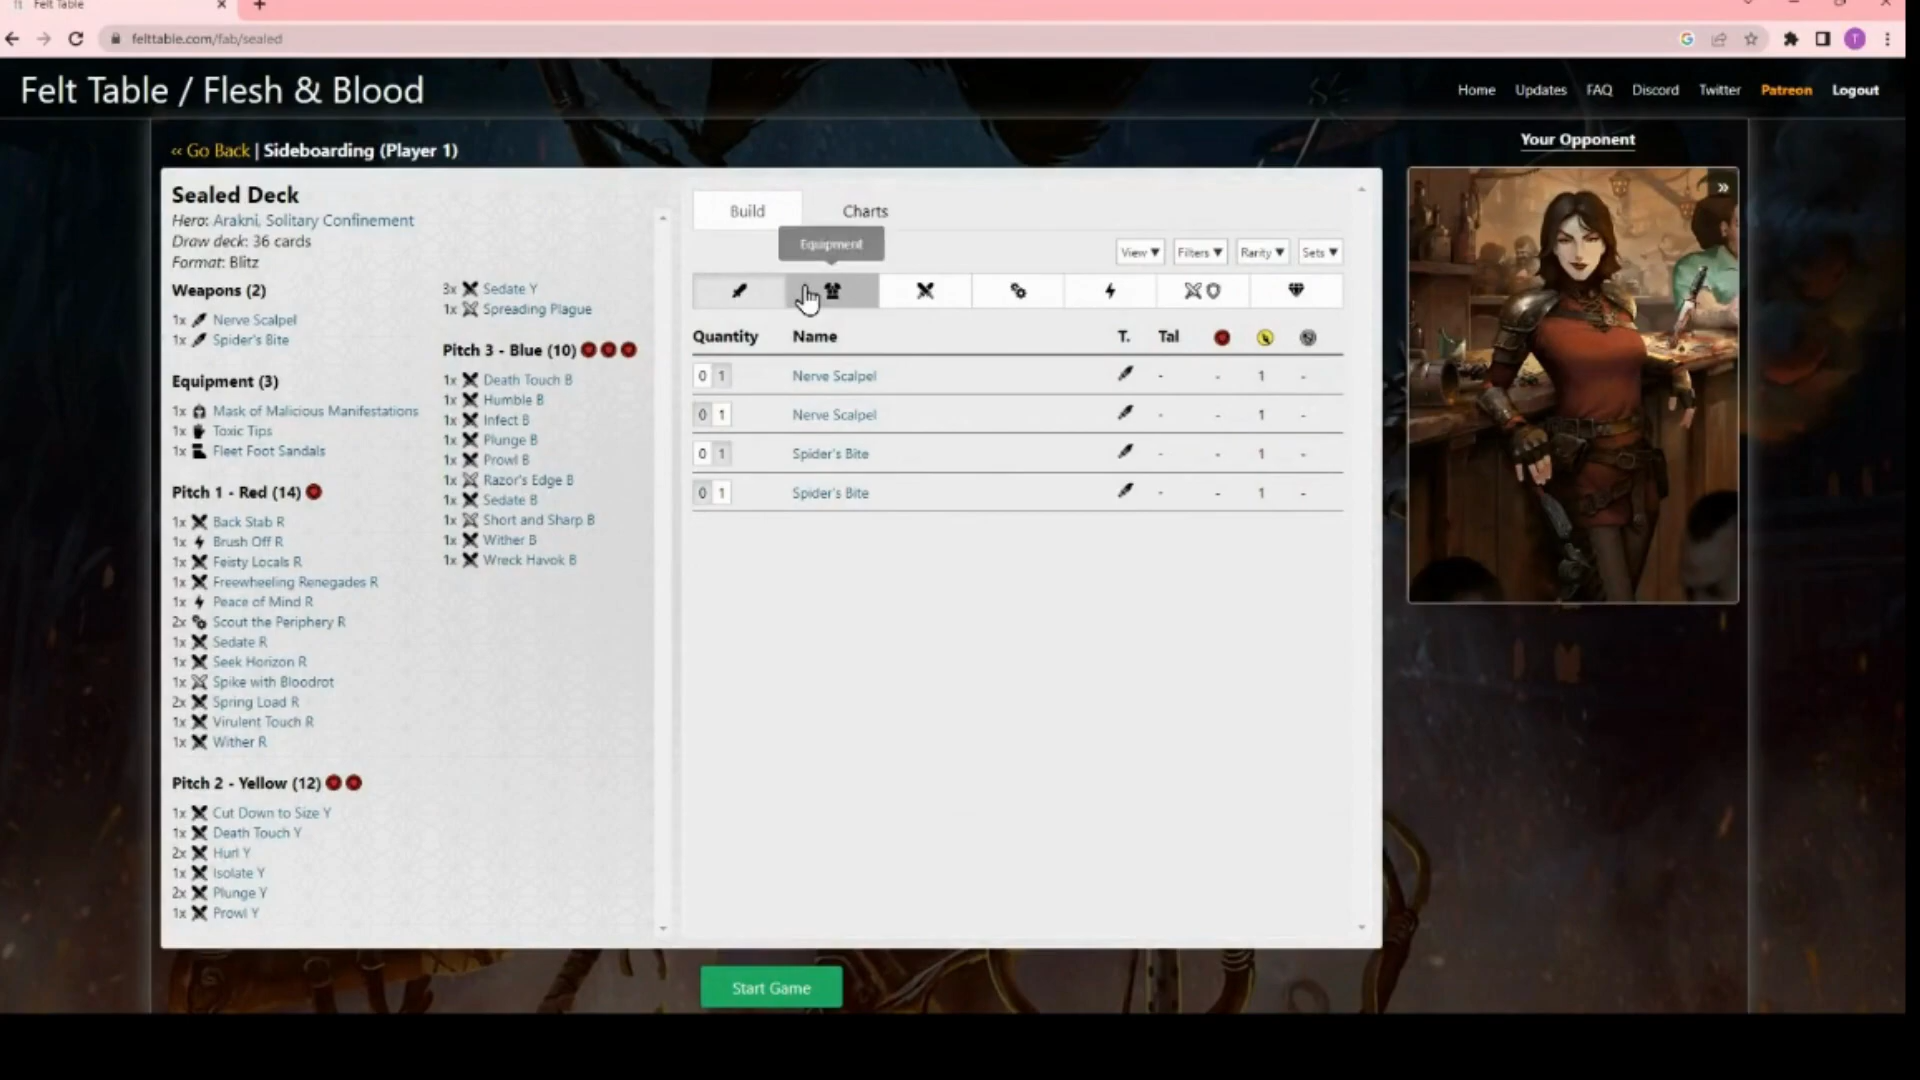 Felt Table
felttable.com/fab/sealed
T
Felt Table / Flesh & Blood
Home Updates FAQ Discord Twitter Patreon Logout
« Go Back | Sideboarding (Player 1)
Your Opponent
»
Sealed Deck
Hero: Arakni, Solitary Confinement
Draw deck: 36 cards
Format: Blitz
Weapons (2)
1x Nerve Scalpel
1x Spider's Bite
Equipment (3)
1x Mask of Malicious Manifestations
1x Toxic Tips
1x Fleet Foot Sandals
Pitch 1 - Red (14)
1x Back Stab R
1x Brush Off R
1x Feisty Locals R
1x Freewheeling Renegades R
1x Peace of Mind R
2x Scout the Periphery R
1x Sedate R
1x Seek Horizon R
1x Spike with Bloodrot
2x Spring Load R
1x Virulent Touch R
1x Wither R
Pitch 2 - Yellow (12)
1x Cut Down to Size Y
1x Death Touch Y
2x Hurl Y
1x Isolate Y
2x Plunge Y
1x Prowl Y
3x Sedate Y
1x Spreading Plague
Pitch 3 - Blue (10)
1x Death Touch B
1x Humble B
1x Infect B
1x Plunge B
1x Prowl B
1x Razor's Edge B
1x Sedate B
1x Short and Sharp B
1x Wither B
1x Wreck Havok B
Build Charts
Equipment
View ▼ Filters ▼ Rarity ▼ Sets ▼
Quantity Name T. Tal
0 1 Nerve Scalpel - - 1 -
0 1 Nerve Scalpel - - 1 -
0 1 Spider's Bite - - 1 -
0 1 Spider's Bite - - 1 -
Start Game